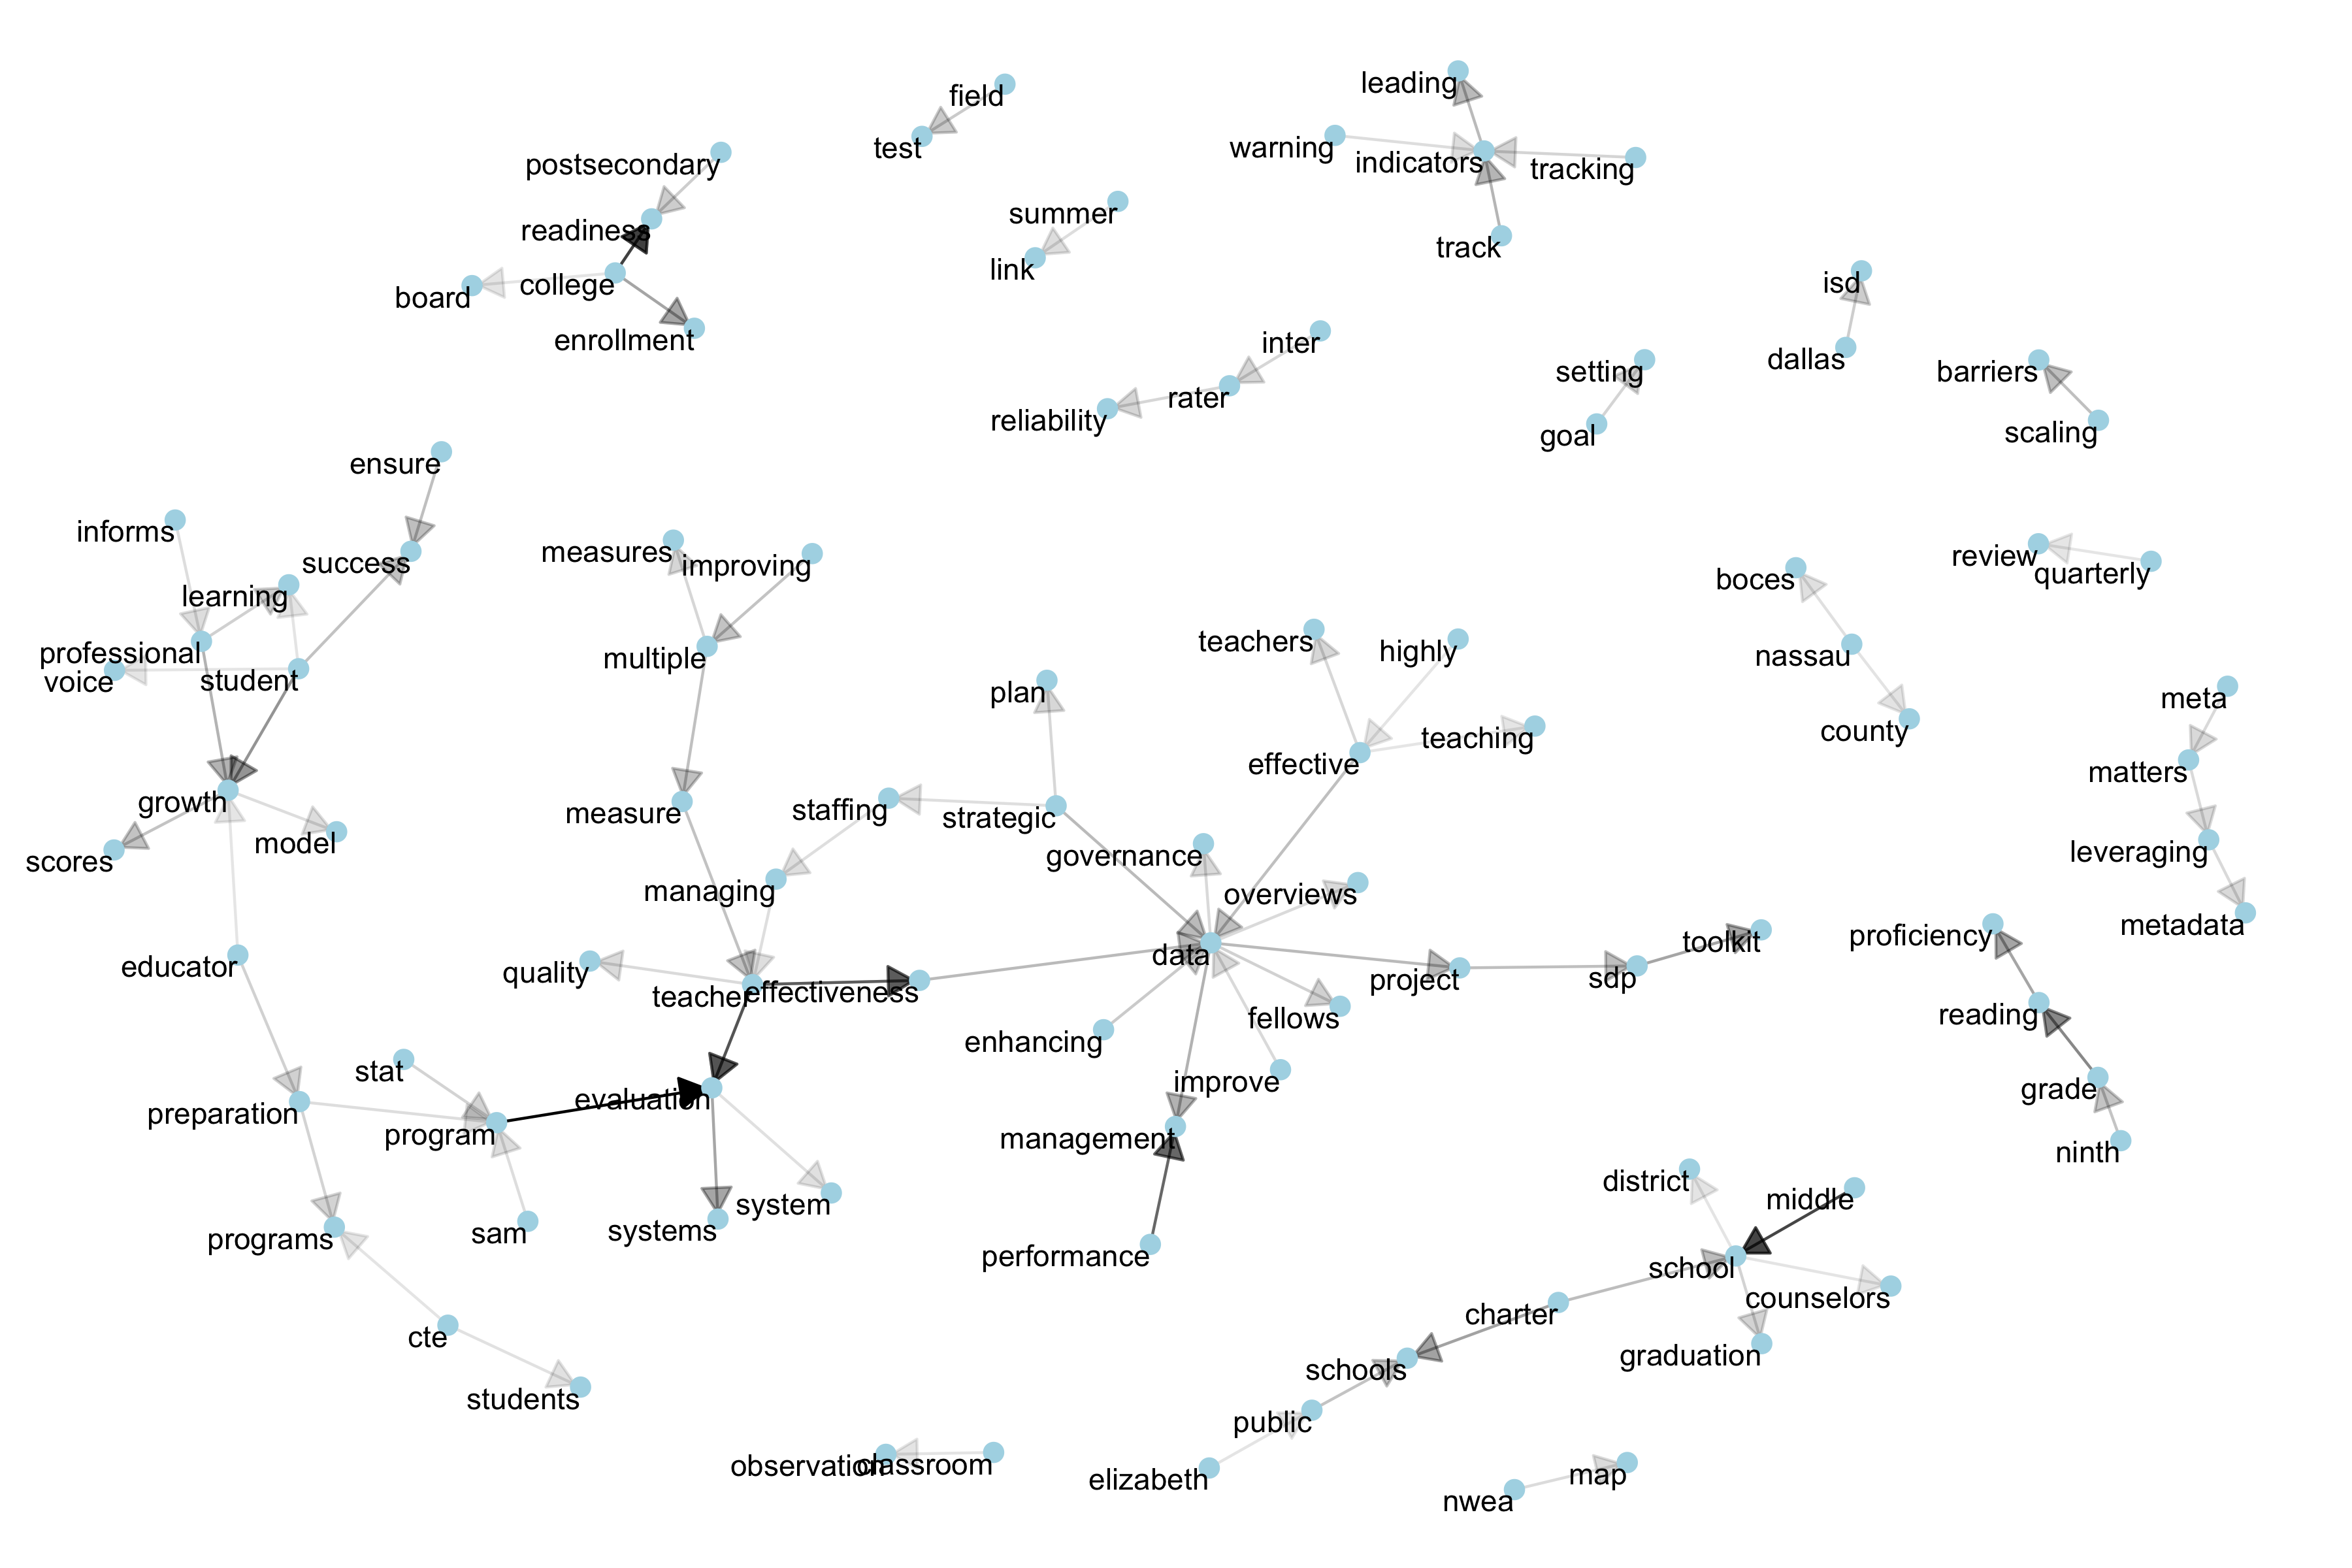 leading
field
warning
indicators
tracking
test
postsecondary
summer
readiness
track
link
isd
college
board
enrollment
inter
dallas
setting
barriers
rater
reliability
goal
scaling
ensure
informs
measures
improving
success
review
quarterly
boces
learning
teachers
highly
professional
multiple
nassau
voice
student
plan
meta
county
teaching
effective
matters
growth
staffing
strategic
measure
model
leveraging
governance
scores
managing
overviews
metadata
proficiency
toolkit
data
educator
quality
project
sdp
teacher
effectiveness
reading
fellows
enhancing
stat
improve
grade
evaluation
preparation
program
management
ninth
district
middle
system
systems
sam
programs
performance
school
counselors
charter
cte
graduation
schools
students
public
observation
classroom
elizabeth
map
nwea